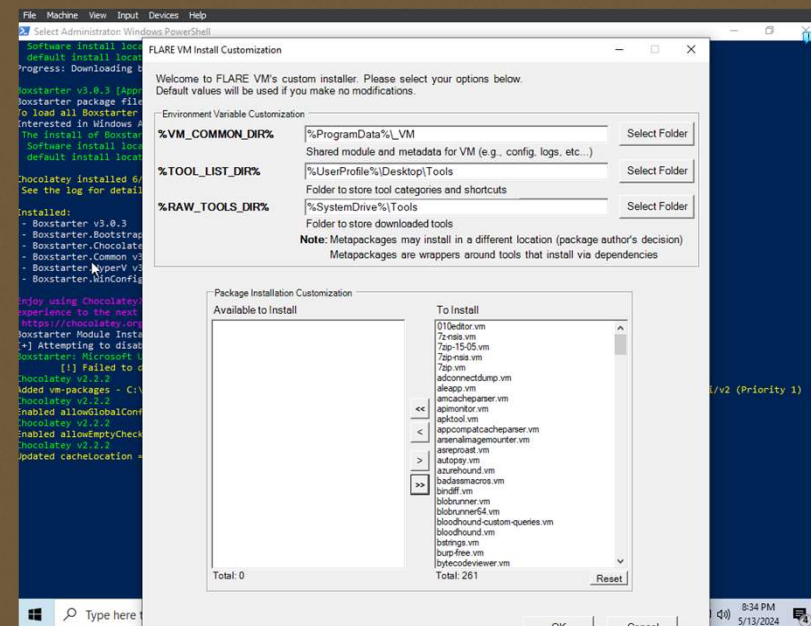 File Machine View Input Devices Help
Select Administrator: Windows PowerShell
Software install loca
default install locat
Progress: Downloading b
Boxstarter v3.0.3 [Appr
Boxstarter package file
To load all Boxstarter
Interested in Windows A
The install of Boxstar
Software install loca
default install locat
Chocolatey installed 6/
See the log for detail
Installed:
- Boxstarter v3.0.3
- Boxstarter.Bootstrap
- Boxstarter.Chocolate
- Boxstarter.Common v3
- Boxstarter.HyperV v3
- Boxstarter.WinConfig
Enjoy using Chocolatey?
experience to the next
https://chocolatey.org
Boxstarter Module Insta
[+] Attempting to disab
Boxstarter: Microsoft U
[!] Failed to d
Chocolatey v2.2.2
Added vm-packages - C:\
i/v2 (Priority 1)
Chocolatey v2.2.2
Enabled allowGlobalConf
Chocolatey v2.2.2
Enabled allowEmptyCheck
Chocolatey v2.2.2
Updated cacheLocation =
FLARE VM Install Customization
Welcome to FLARE VM's custom installer. Please select your options below.
Default values will be used if you make no modifications.
Environment Variable Customization
%VM_COMMON_DIR% %ProgramData%\_VM Select Folder
Shared module and metadata for VM (e.g., config, logs, etc...)
%TOOL_LIST_DIR% %UserProfile%\Desktop\Tools Select Folder
Folder to store tool categories and shortcuts
%RAW_TOOLS_DIR% %SystemDrive%\Tools Select Folder
Folder to store downloaded tools
Note: Metapackages may install in a different location (package author's decision)
Metapackages are wrappers around tools that install via dependencies
Package Installation Customization
Available to Install
Total: 0
<<
<
>
>>
To Install
010editor.vm
7z-nsis.vm
7zip-15-05.vm
7zip-nsis.vm
7zip.vm
adconnectdump.vm
aleapp.vm
amcacheparser.vm
apimonitor.vm
apktool.vm
appcompatcacheparser.vm
arsenalimagemounter.vm
asreproast.vm
autopsy.vm
azurehound.vm
badassmacros.vm
bindiff.vm
blobrunner.vm
blobrunner64.vm
bloodhound-custom-queries.vm
bloodhound.vm
bstrings.vm
burp-free.vm
bytecodeviewer.vm
Total: 261
Reset
OK Cancel
Type here t
8:34 PM
5/13/2024